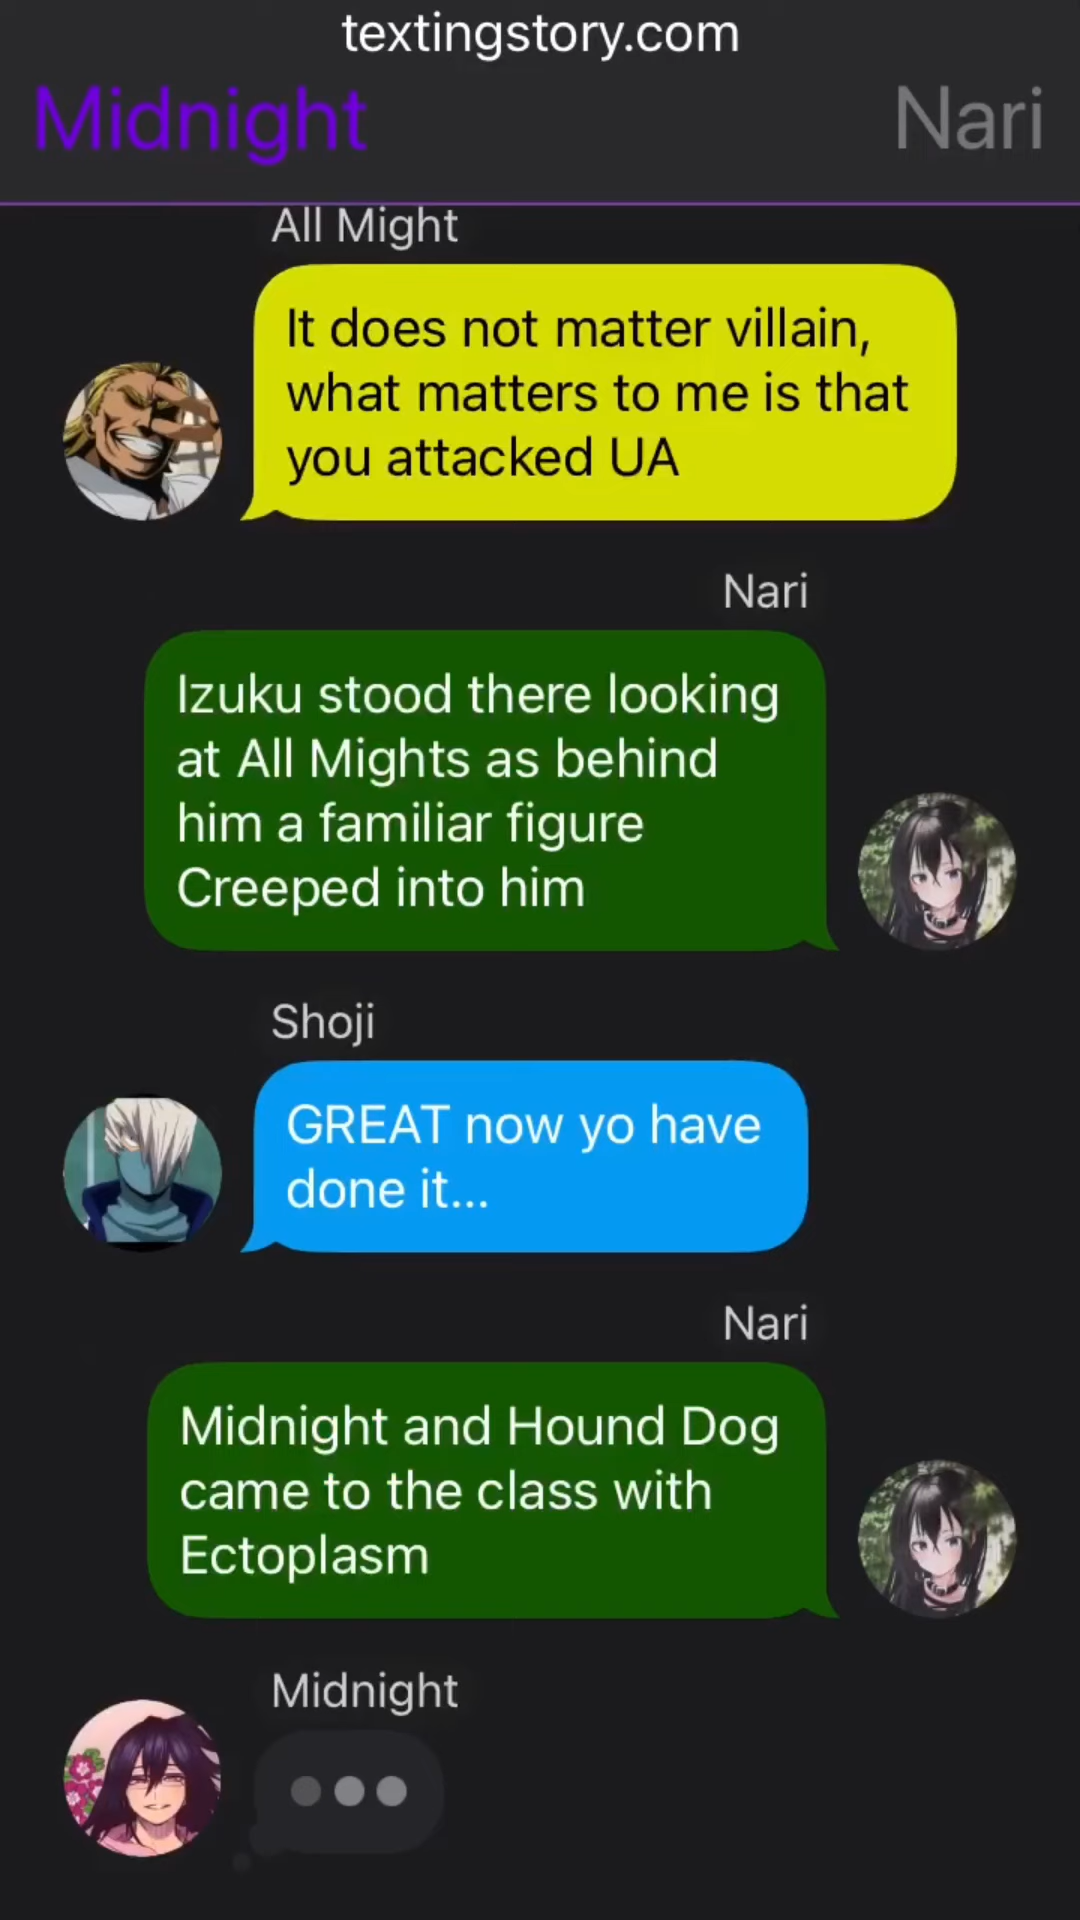 textingstory.com
Midnight
Nari
All Might
It does not matter villain,
what matters to me is that
you attacked UA
Nari
Izuku stood there looking
at All Mights as behind
him a familiar figure
Creeped into him
Shoji
GREAT now yo have
done it...
Nari
Midnight and Hound Dog
came to the class with
Ectoplasm
Midnight